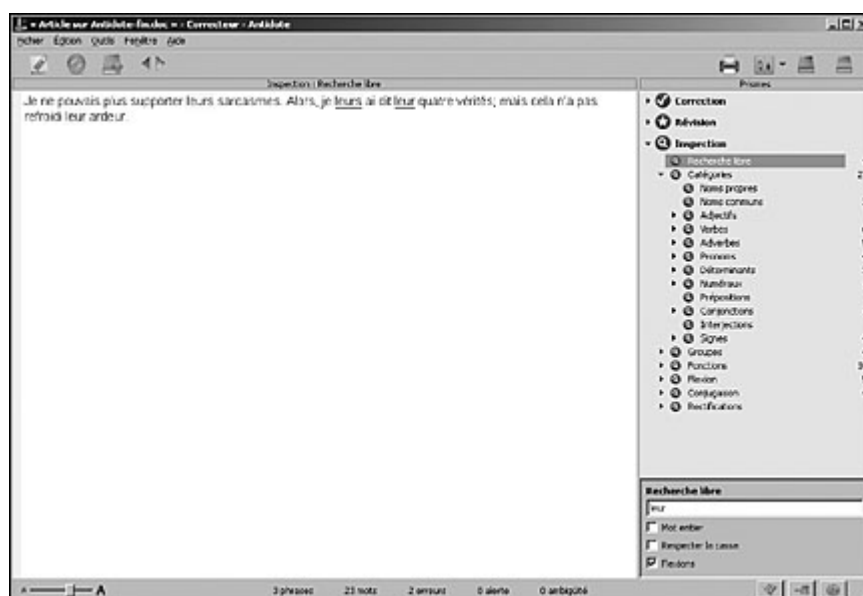 « Article sur Antidote-fin.doc » - Correcteur - Antidote
Fichier Édition Outils Fenêtre Aide
Inspection : Recherche libre
Prismes
Je ne pouvais plus supporter leurs sarcasmes. Alors, je leurs ai dit leur quatre vérités; mais cela n'a pas
refroidi leur ardeur.
Correction
Révision
Inspection
Recherche libre
Catégories
Noms propres
Noms communs
Adjectifs
Verbes
Adverbes
Pronoms
Déterminants
Numéraux
Prépositions
Conjonctions
Interjections
Signes
Groupes
Fonctions
Flexion
Conjugaison
Rectifications
Recherche libre
leur
Mot entier
Respecter la casse
Flexions
A A 3 phrases 23 mots 2 erreurs 0 alerte 0 ambiguïté